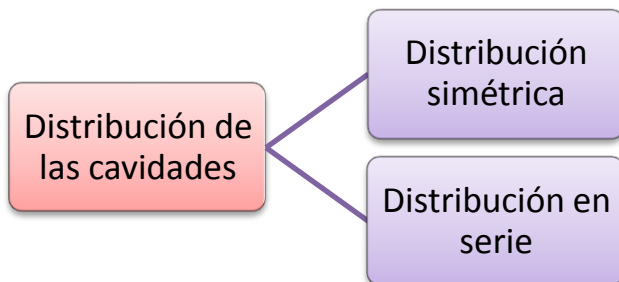 Distribución de
las cavidades
Distribución
simétrica
Distribución en
serie